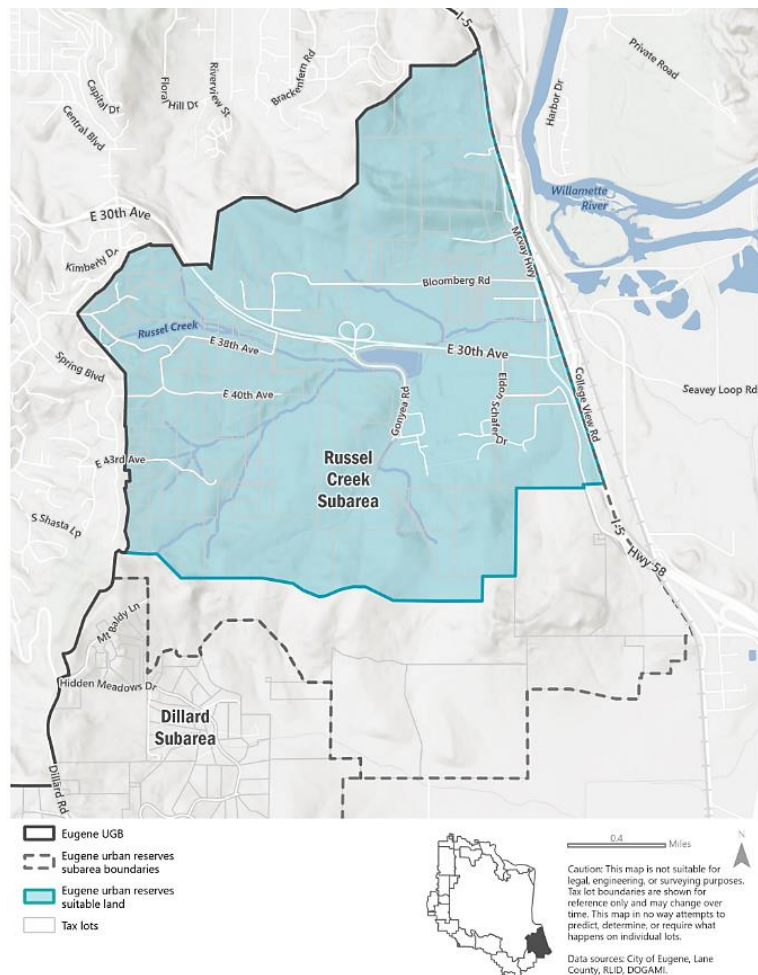 I-5
Private Road
Capital Dr
Floral Hill Dr
Riverview St
Brackenfern Rd
Harbor Dr
Central Blvd
Willamette
River
E 30th Ave
Kimberly Dr
Mcvay Hwy
Bloomberg Rd
Russel Creek
E 38th Ave
E 30th Ave
Spring Blvd
E 40th Ave
Gonyea Rd
Eldon Schafer Dr
College View Rd
Seavey Loop Rd
E 43rd Ave
Russel
Creek
Subarea
S Shasta Lp
I-5
Hwy 58
Mt Baldy Ln
Hidden Meadows Dr
Dillard
Subarea
Dillard Rd
Eugene UGB
Eugene urban reserves
subarea boundaries
Eugene urban reserves
suitable land
Tax lots
0.4
Miles
N
Caution: This map is not suitable for
legal, engineering, or surveying purposes.
Tax lot boundaries are shown for
reference only and may change over
time. This map in no way attempts to
predict, determine, or require what
happens on individual lots.
Data sources: City of Eugene, Lane
County, RLID, DOGAMI.